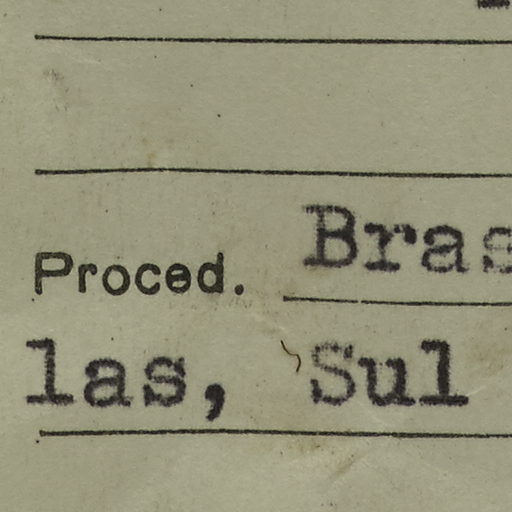 Proced. Bras
las, Sul